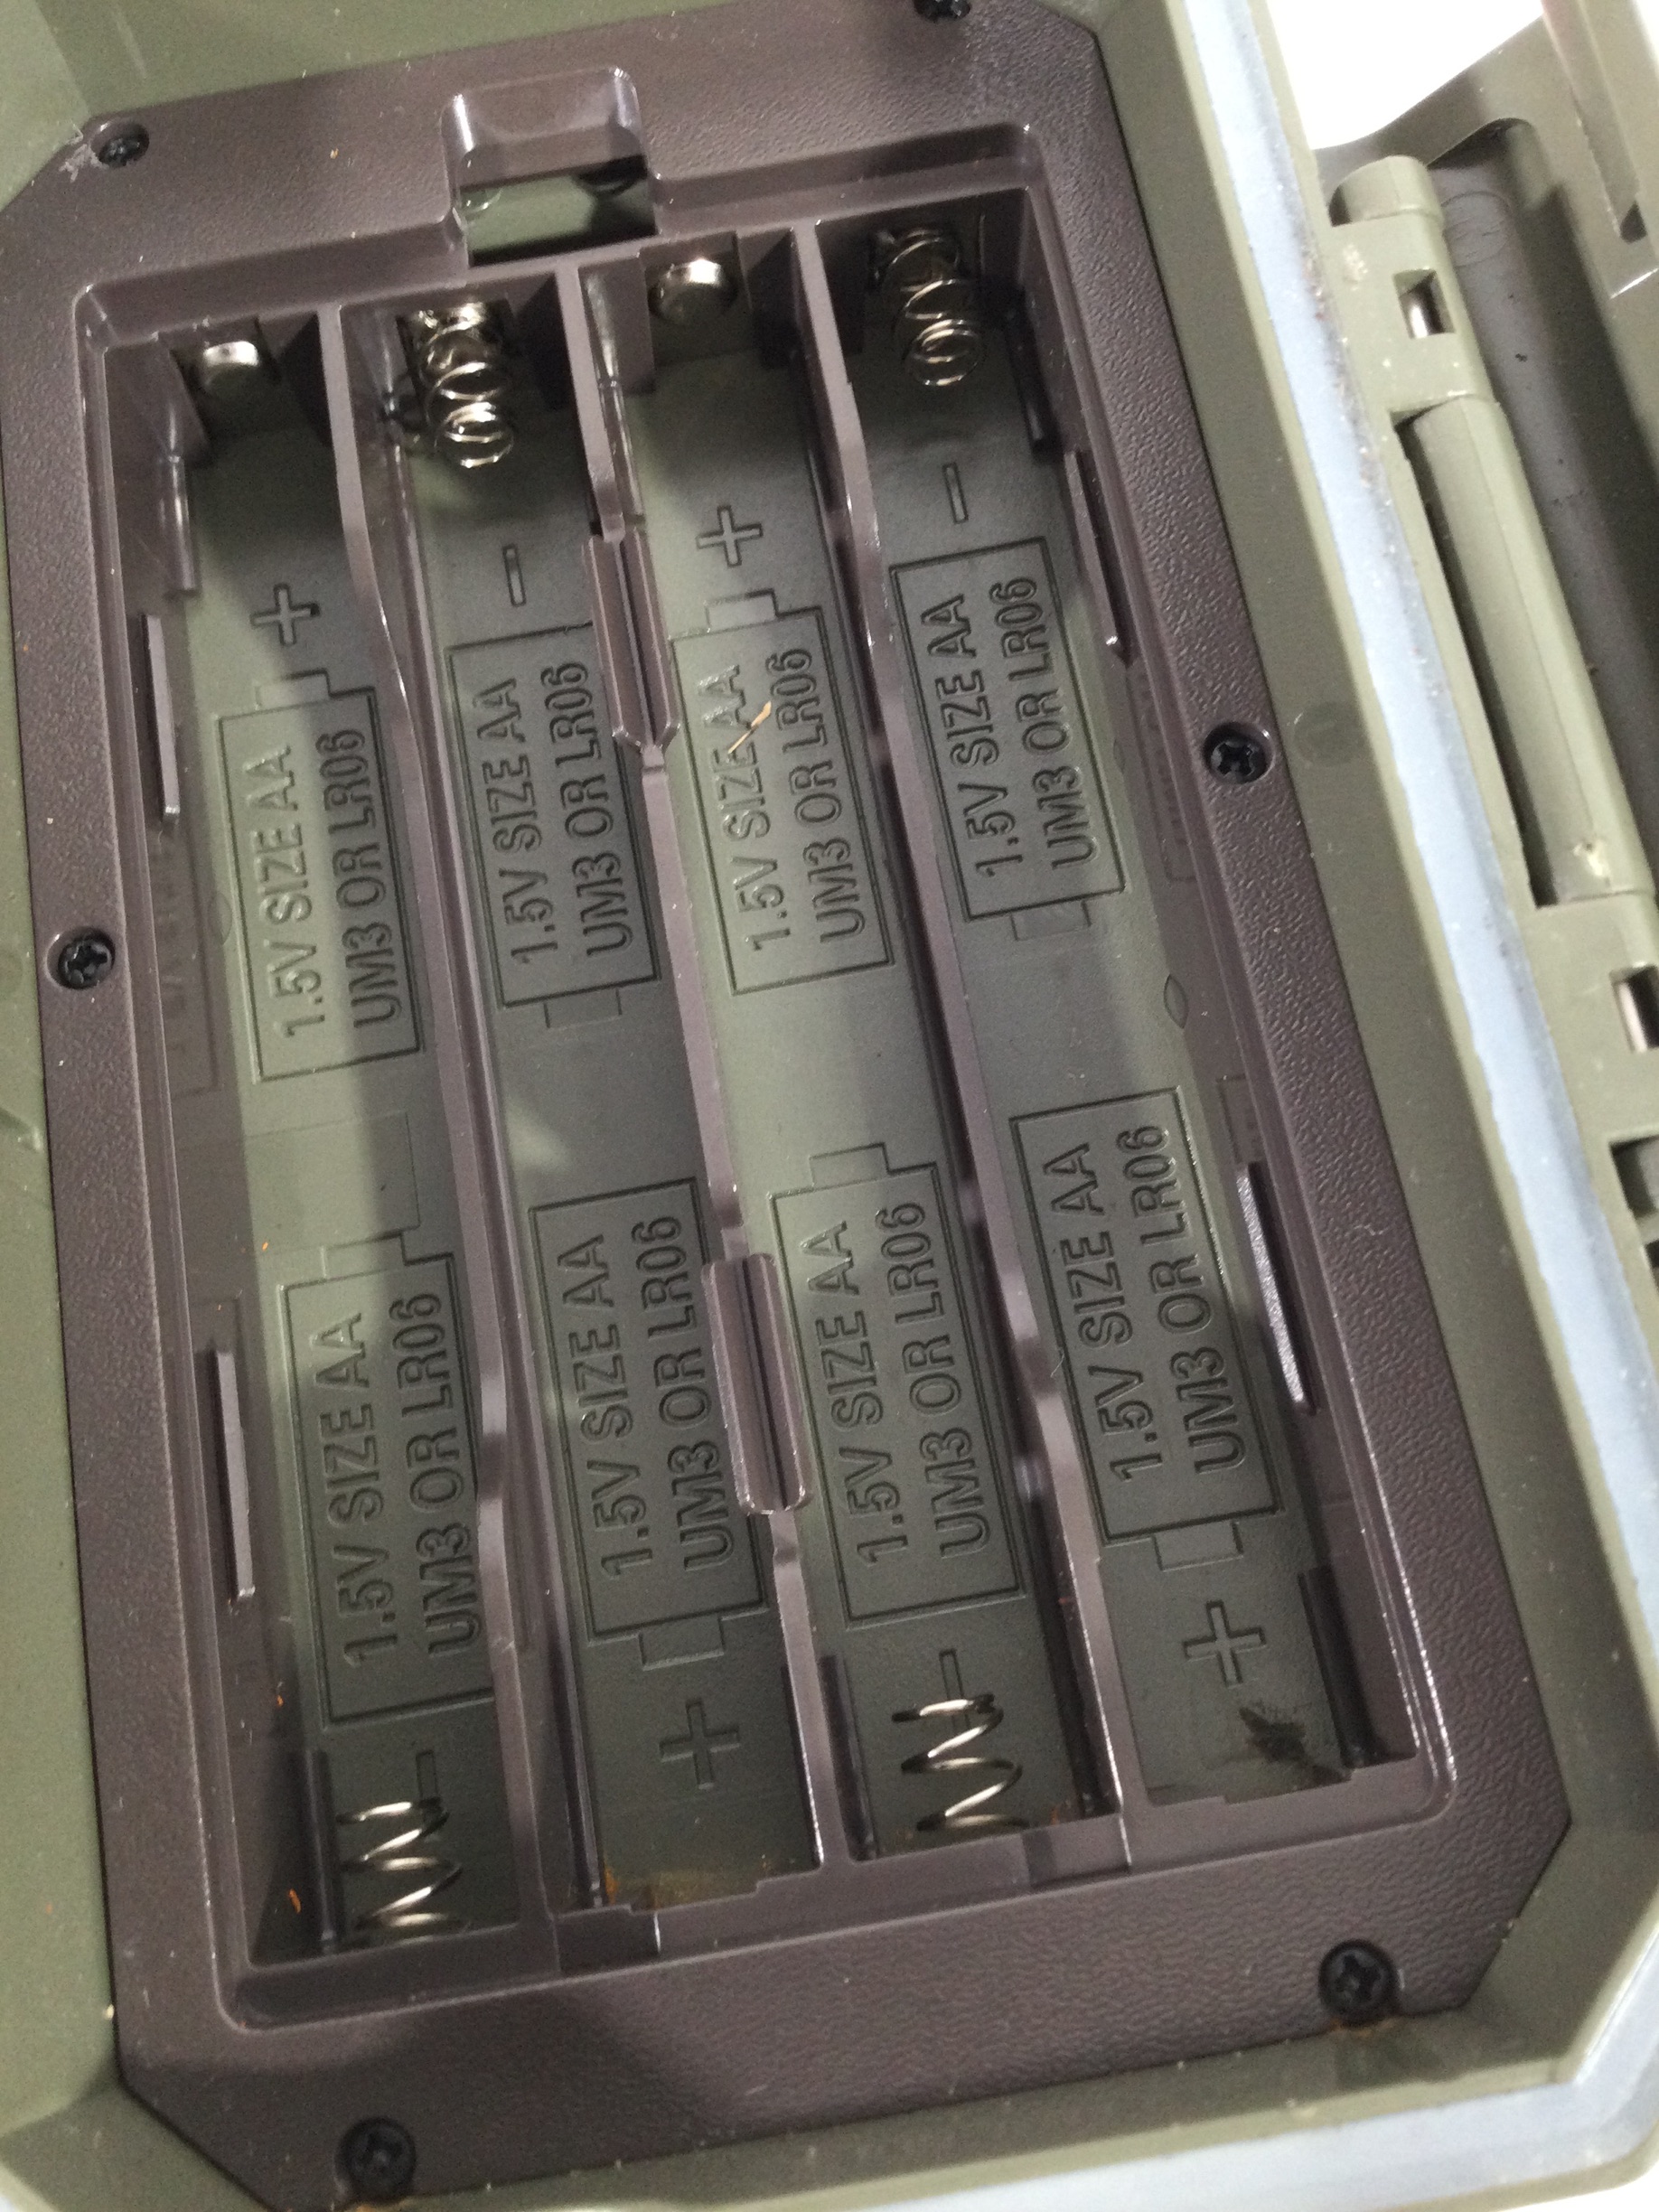 +
-
+
-
1.5V SIZE AA
UM3 OR LR06
1.5V SIZE AA
UM3 OR LR06
1.5V SIZE AA
UM3 OR LR06
1.5V SIZE AA
UM3 OR LR06
1.5V SIZE AA
UM3 OR LR06
1.5V SIZE AA
UM3 OR LR06
1.5V SIZE AA
UM3 OR LR06
1.5V SIZE AA
UM3 OR LR06
-
+
-
+